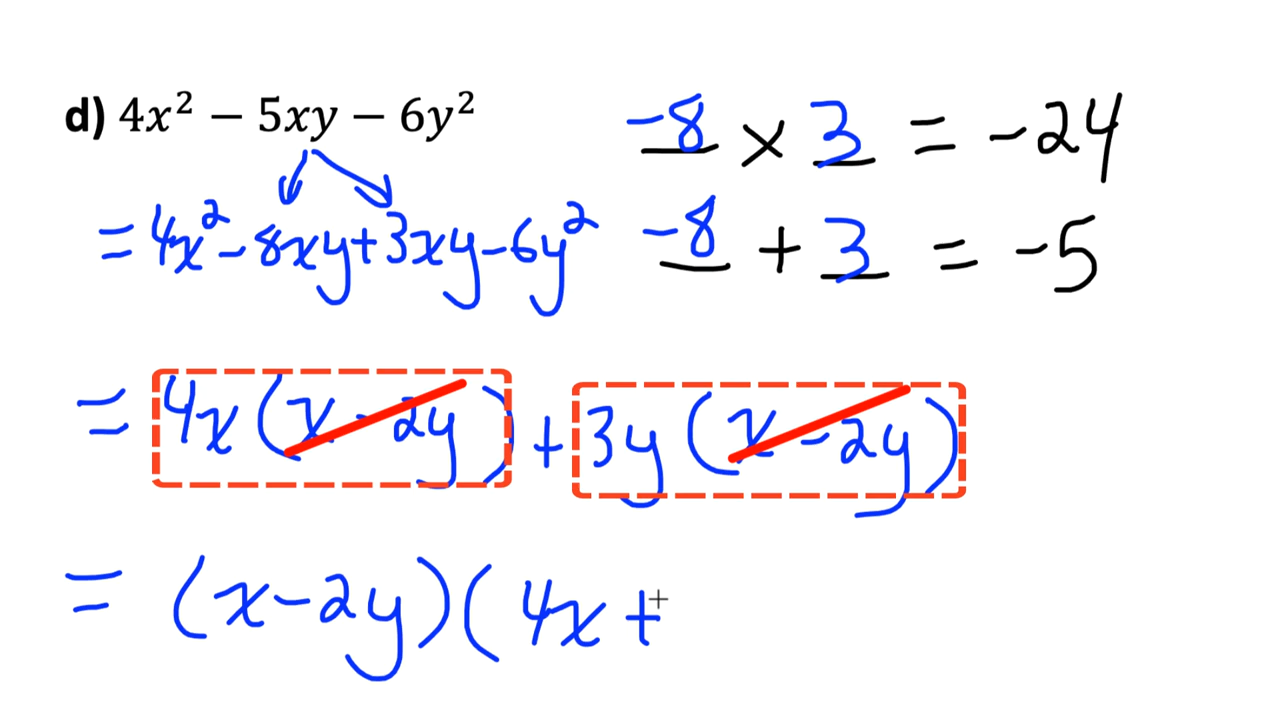 d) 4x² − 5xy − 6y²
-8 × 3 = -24
= 4x² - 8xy + 3xy - 6y²
-8 + 3 = -5
= 4x (x - 2y) + 3y (x - 2y)
= (x - 2y) ( 4x +